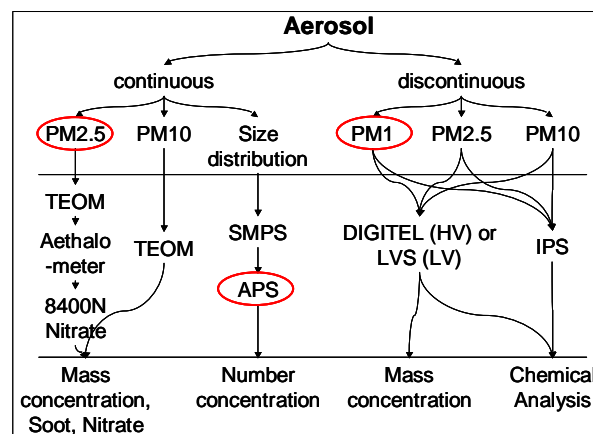 Aerosol
continuous
discontinuous
PM2.5
PM10
Size
distribution
PM1
PM2.5
PM10
TEOM
Aethalo
-meter
8400N
Nitrate
TEOM
SMPS
APS
DIGITEL (HV) or
LVS (LV)
IPS
Mass
concentration,
Soot, Nitrate
Number
concentration
Mass
concentration
Chemical
Analysis